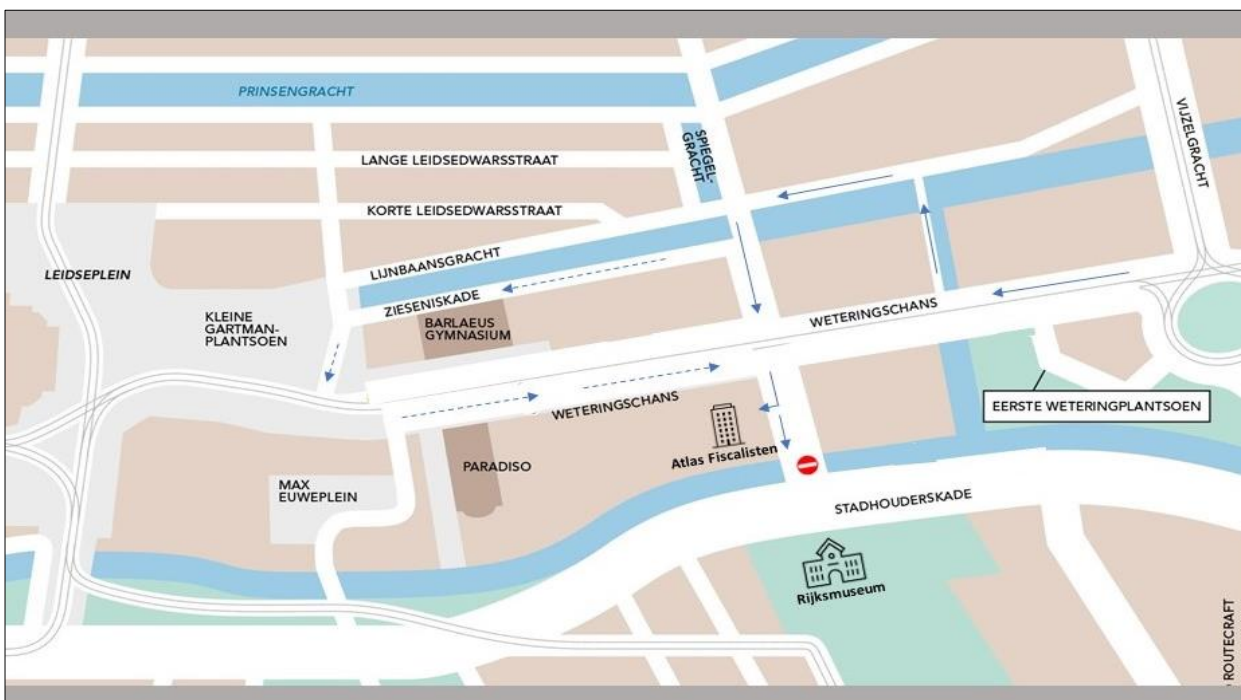 PRINSENGRACHT
SPIEGEL-
GRACHT
VIJZELGRACHT
LANGE LEIDSEDWARSSTRAAT
KORTE LEIDSEDWARSSTRAAT
LEIDSEPLEIN
LIJNBAANSGRACHT
ZIESENISKADE
KLEINE
GARTMAN-
PLANTSOEN
BARLAEUS
GYMNASIUM
WETERINGSCHANS
WETERINGSCHANS
EERSTE WETERINGPLANTSOEN
Atlas Fiscalisten
PARADISO
MAX
EUWEPLEIN
STADHOUDERSKADE
Rijksmuseum
ROUTECRAFT